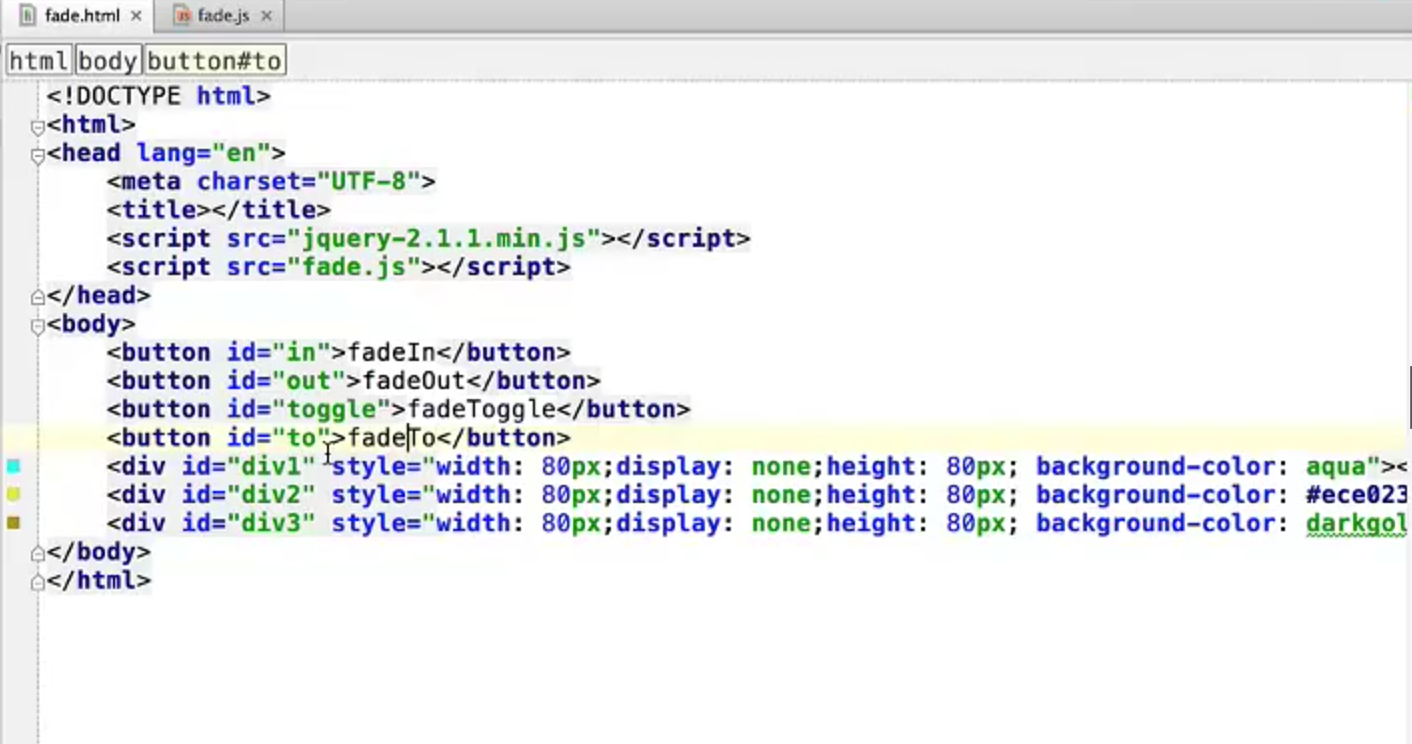 fade.html fade.js
html body button#to
<!DOCTYPE html>
<html>
<head lang="en">
<meta charset="UTF-8">
<title></title>
<script src="jquery-2.1.1.min.js"></script>
<script src="fade.js"></script>
</head>
<body>
<button id="in">fadeIn</button>
<button id="out">fadeOut</button>
<button id="toggle">fadeToggle</button>
<button id="to">fadeTo</button>
<div id="div1" style="width: 80px;display: none;height: 80px; background-color: aqua"><
<div id="div2" style="width: 80px;display: none;height: 80px; background-color: #ece023
<div id="div3" style="width: 80px;display: none;height: 80px; background-color: darkgol
</body>
</html>